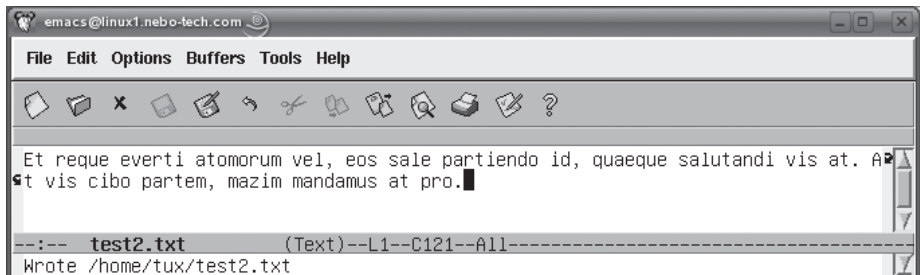 emacs@linux1.nebo-tech.com
File Edit Options Buffers Tools Help
Et reque everti atomorum vel, eos sale partiendo id, quaeque salutandi vis at. A
t vis cibo partem, mazim mandamus at pro.
--:-- test2.txt (Text)--L1--C121--All-----------------------------------
Wrote /home/tux/test2.txt